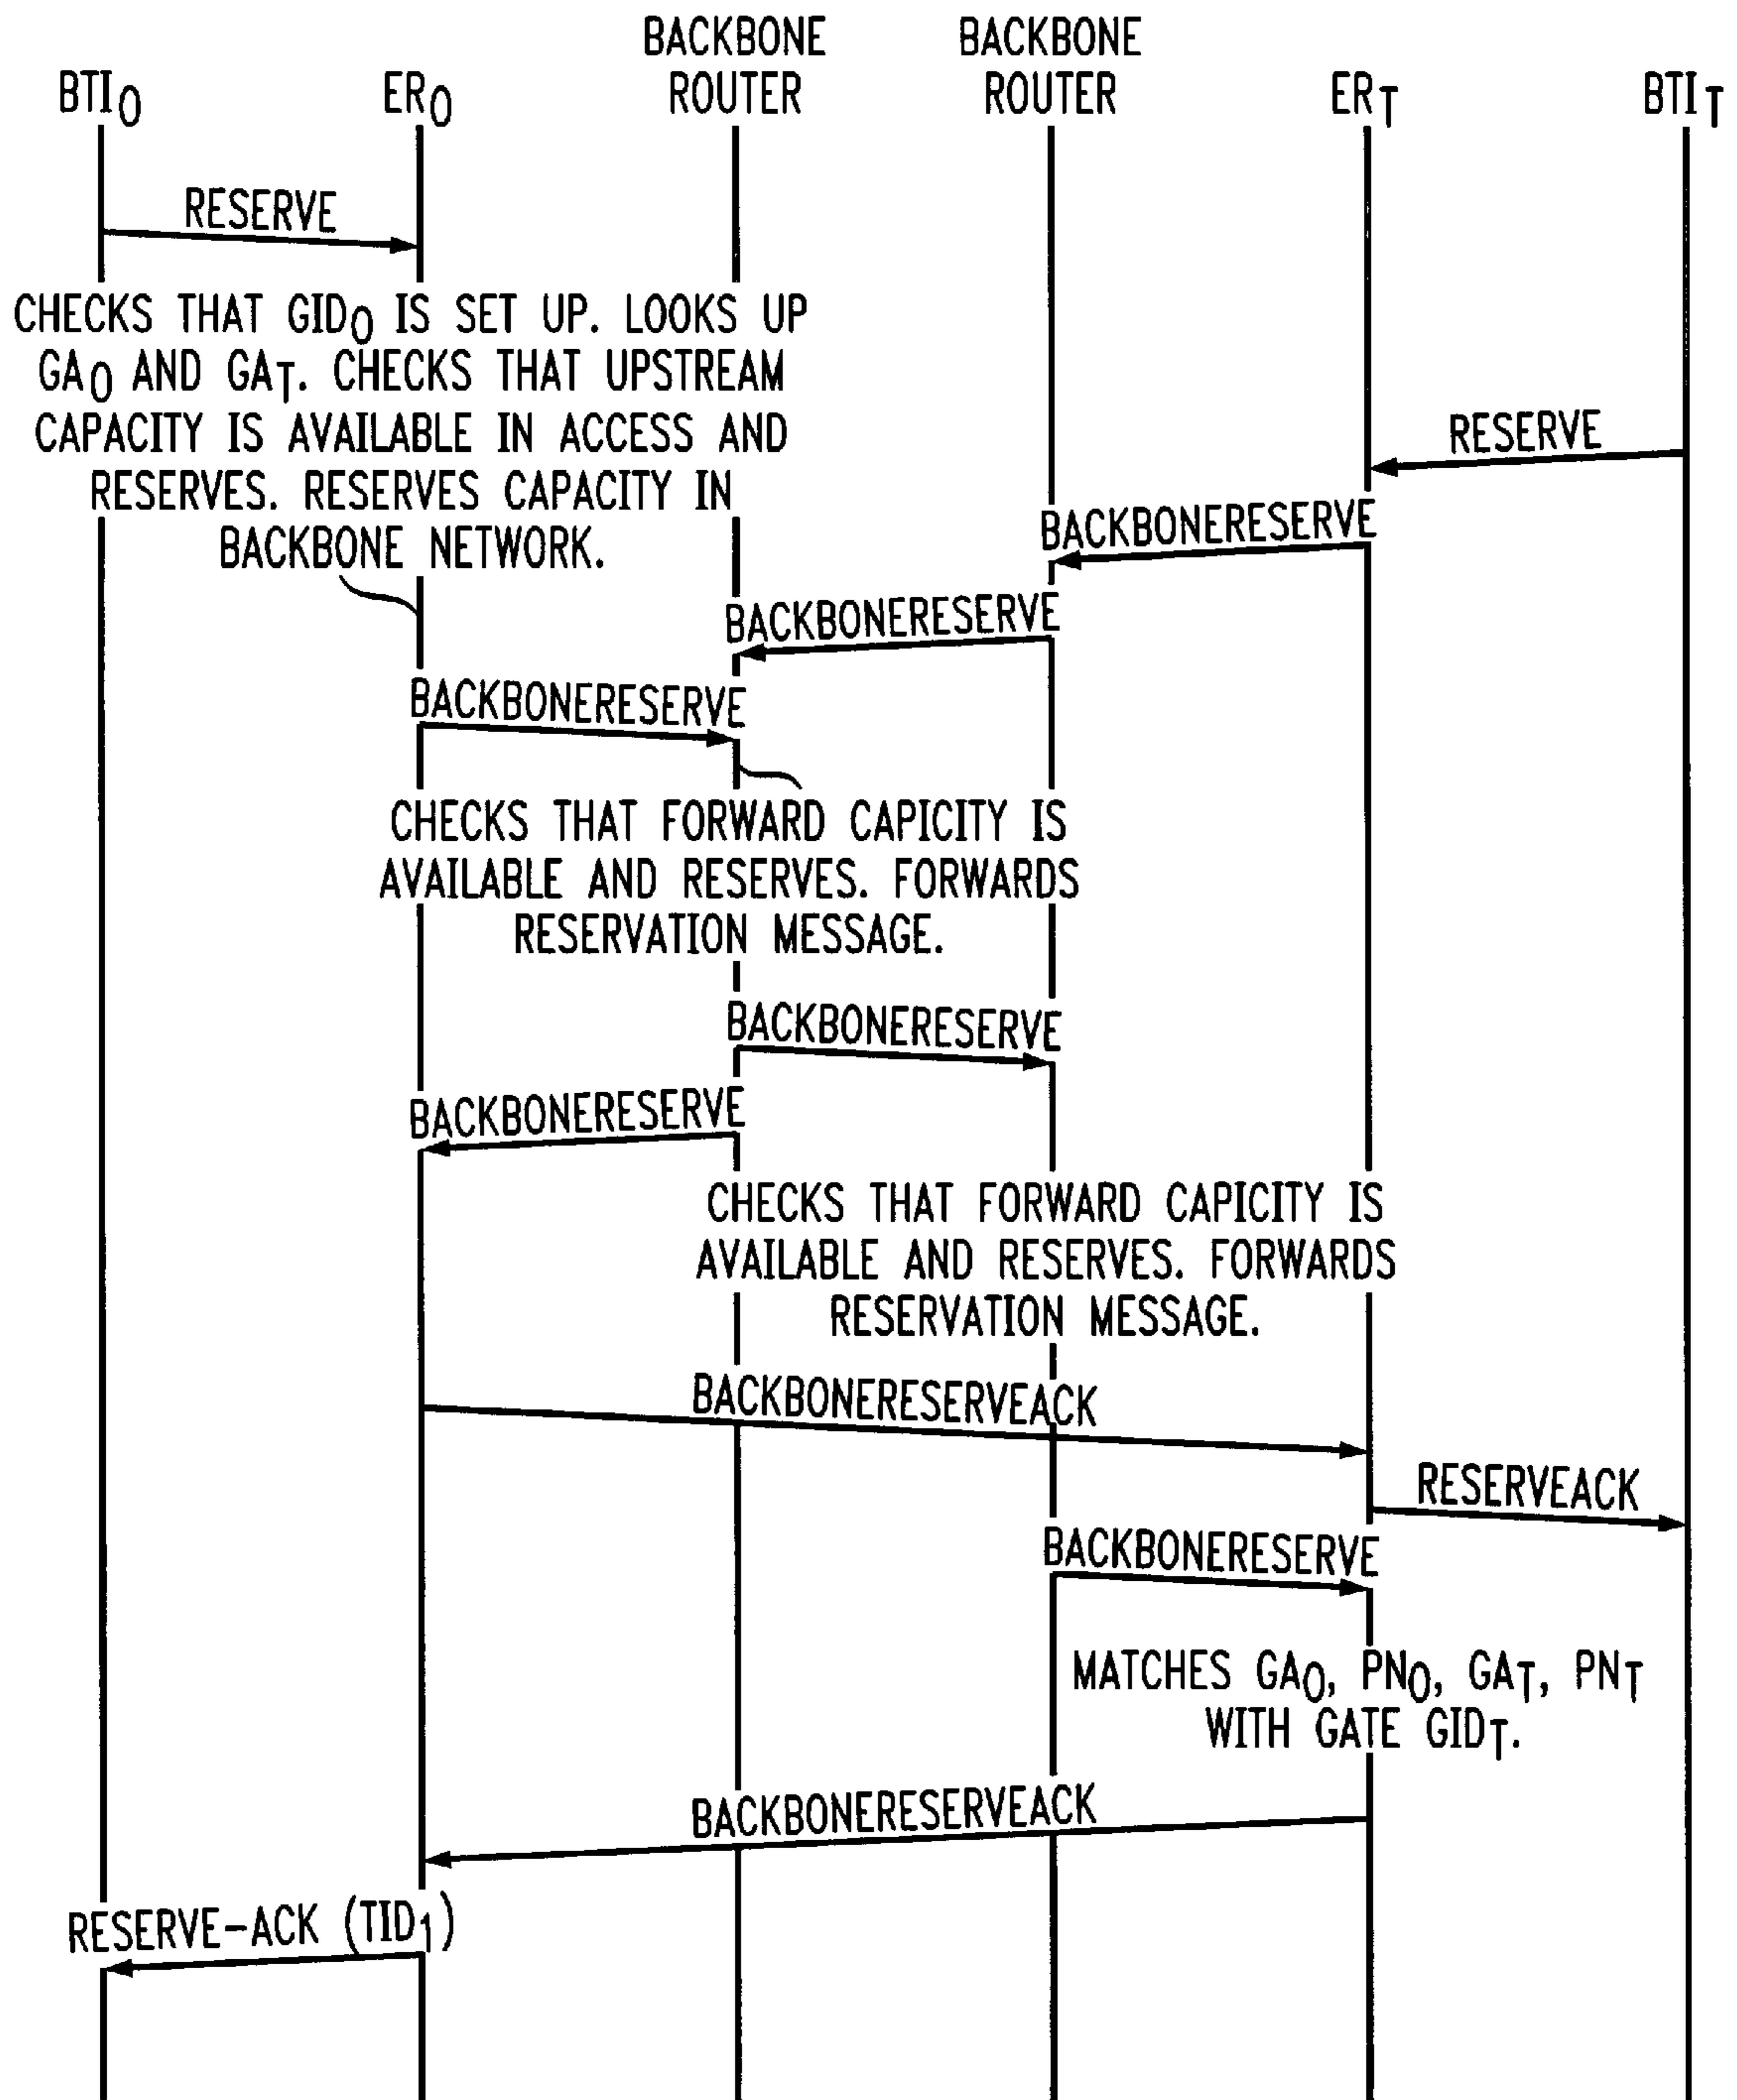 BACKBONE ROUTER
BACKBONE ROUTER
BTIO
ERO
ERT
BTIT
RESERVE
CHECKS THAT GIDO IS SET UP. LOOKS UP
GAO AND GAT. CHECKS THAT UPSTREAM
CAPACITY IS AVAILABLE IN ACCESS AND
RESERVES. RESERVES CAPACITY IN
BACKBONE NETWORK.
RESERVE
BACKBONERESERVE
BACKBONERESERVE
BACKBONERESERVE
CHECKS THAT FORWARD CAPICITY IS
AVAILABLE AND RESERVES. FORWARDS
RESERVATION MESSAGE.
BACKBONERESERVE
BACKBONERESERVE
CHECKS THAT FORWARD CAPICITY IS
AVAILABLE AND RESERVES. FORWARDS
RESERVATION MESSAGE.
BACKBONERESERVEACK
RESERVEACK
BACKBONERESERVE
MATCHES GAO, PNO, GAT, PNT
WITH GATE GIDT.
BACKBONERESERVEACK
RESERVE-ACK (TID1)